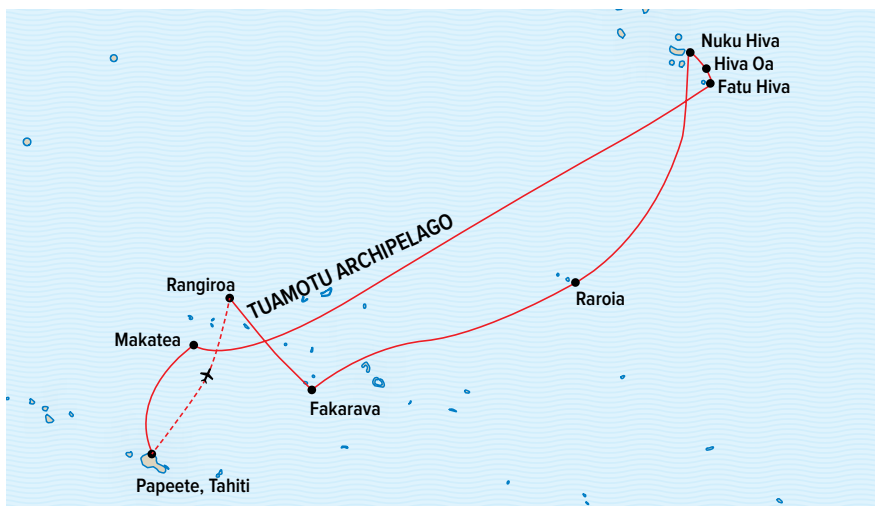 Nuku Hiva
Hiva Oa
Fatu Hiva
TUAMOTU ARCHIPELAGO
Rangiroa
Raroia
Makatea
Fakarava
Papeete, Tahiti